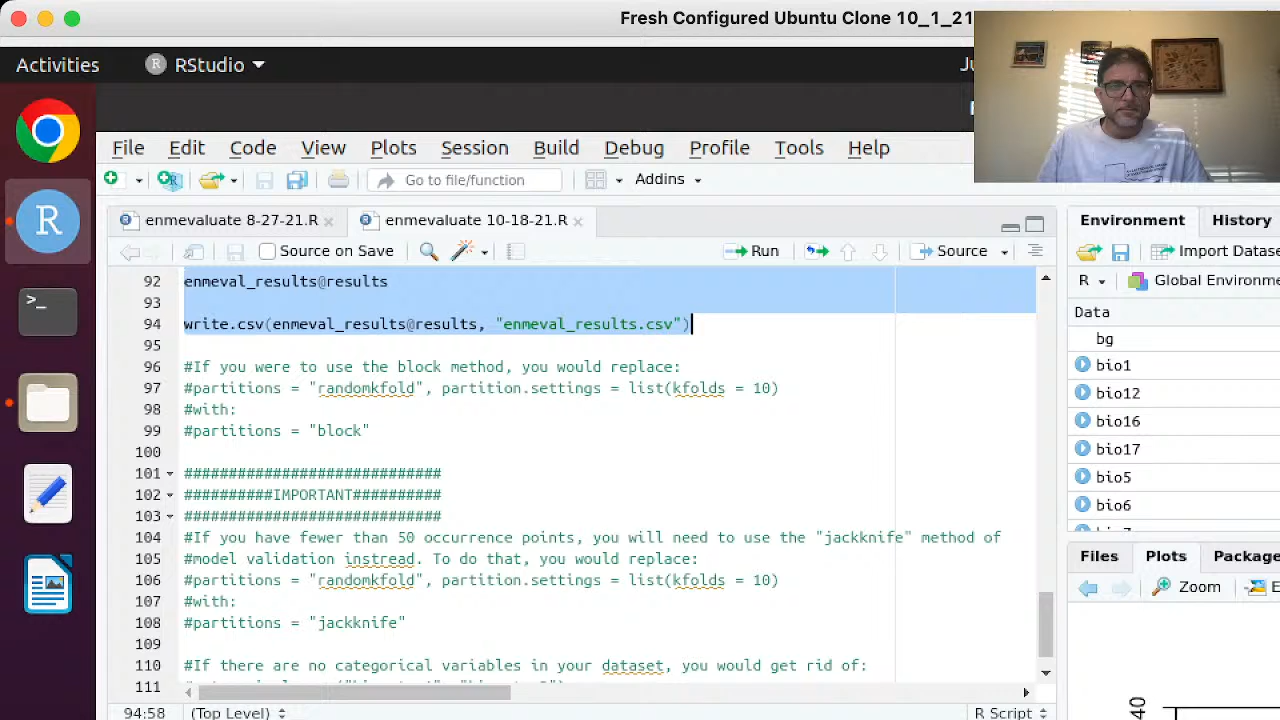 Fresh Configured Ubuntu Clone 10_1_21
Activities
RStudio
File Edit Code View Plots Session Build Debug Profile Tools Help
Go to file/function
Addins
enmevaluate 8-27-21.R
enmevaluate 10-18-21.R
Source on Save
Run
Source
92 enmeval_results@results
93
94 write.csv(enmeval_results@results, "enmeval_results.csv")
95
96 #If you were to use the block method, you would replace:
97 #partitions = "randomkfold", partition.settings = list(kfolds = 10)
98 #with:
99 #partitions = "block"
100
101 #############################
102 ##########IMPORTANT##########
103 #############################
104 #If you have fewer than 50 occurrence points, you will need to use the "jackknife" method of
105 #model validation instread. To do that, you would replace:
106 #partitions = "randomkfold", partition.settings = list(kfolds = 10)
107 #with:
108 #partitions = "jackknife"
109
110 #If there are no categorical variables in your dataset, you would get rid of:
111
94:58 (Top Level) R Script
Environment History
Import Datase
R Global Environme
Data
bg
bio1
bio12
bio16
bio17
bio5
bio6
Files Plots Package
Zoom E
40